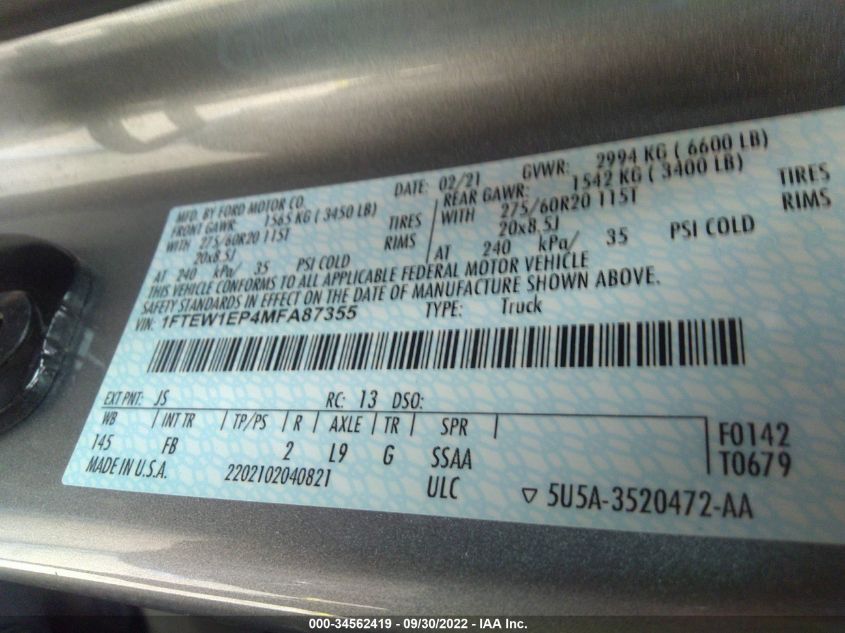 MFD. BY FORD MOTOR CO. DATE: 02/21 GVWR: 2994 KG ( 6600 LB)
FRONT GAWR: 1565 KG ( 3450 LB) REAR GAWR: 1542 KG ( 3400 LB)
WITH 275/60R20 115T TIRES WITH 275/60R20 115T TIRES
20x8.5J RIMS 20x8.5J RIMS
AT 240 kPa/ 35 PSI COLD AT 240 kPa/ 35 PSI COLD
THIS VEHICLE CONFORMS TO ALL APPLICABLE FEDERAL MOTOR VEHICLE
SAFETY STANDARDS IN EFFECT ON THE DATE OF MANUFACTURE SHOWN ABOVE.
VIN: 1FTEW1EP4MFA87355 TYPE: Truck
EXT PNT: JS RC: 13 DSO:
WB INT TR TP/PS R AXLE TR SPR
145 FB 2 L9 G SSAA
F0142
T0679
MADE IN U.S.A. 2202102040821 ULC
▽ 5U5A-3520472-AA
000-34562419 - 09/30/2022 - IAA Inc.